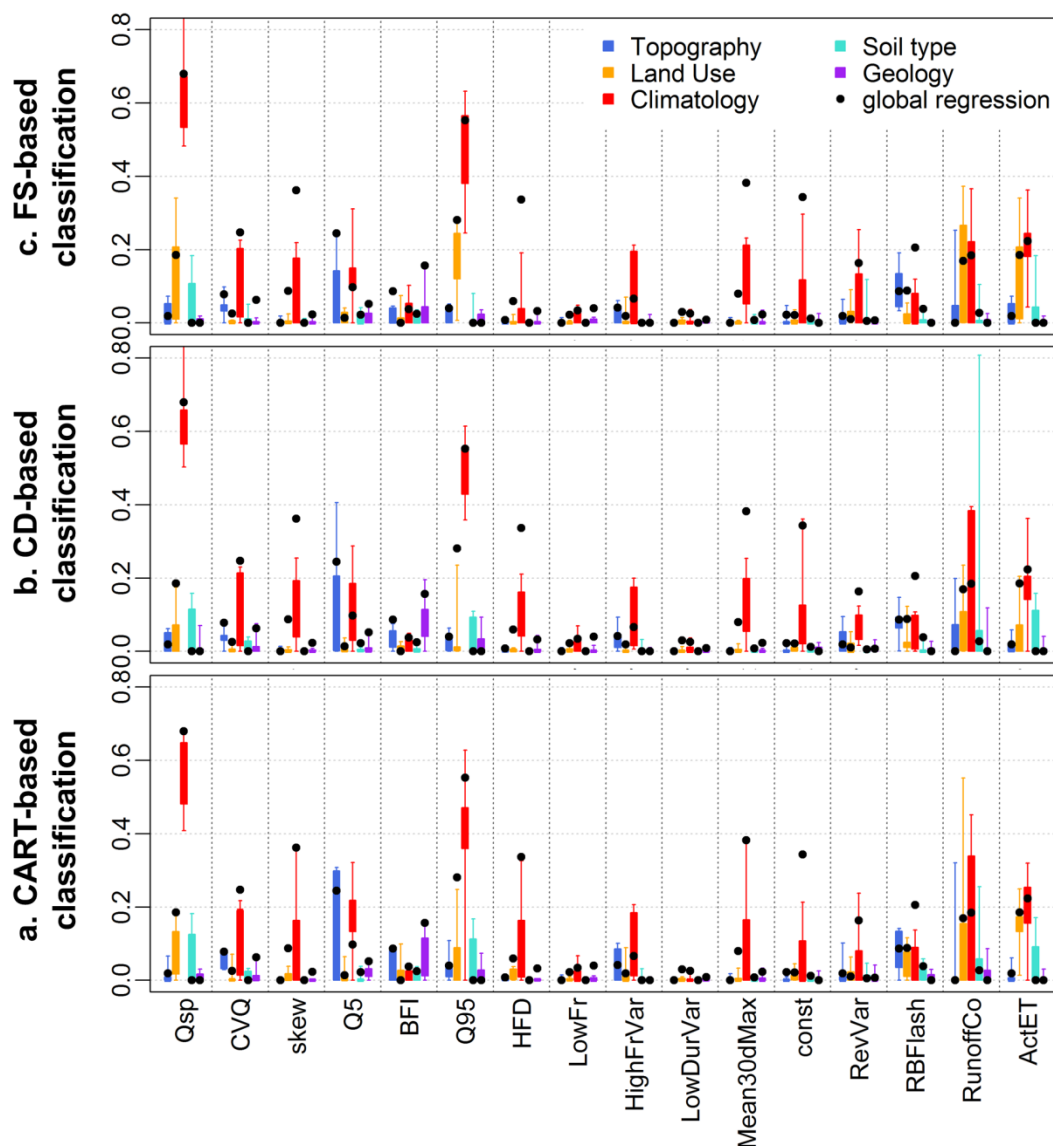 c. FS-based
classification
0.0 0.2 0.4 0.6 0.8
Topography
Land Use
Climatology
Soil type
Geology
global regression
b. CD-based
classification
0.0 0.2 0.4 0.6 0.8
a. CART-based
classification
0.0 0.2 0.4 0.6 0.8
Qsp
CVQ
skew
Q5
BFI
Q95
HFD
LowFr
HighFrVar
LowDurVar
Mean30dMax
const
RevVar
RBFlash
RunoffCo
ActET